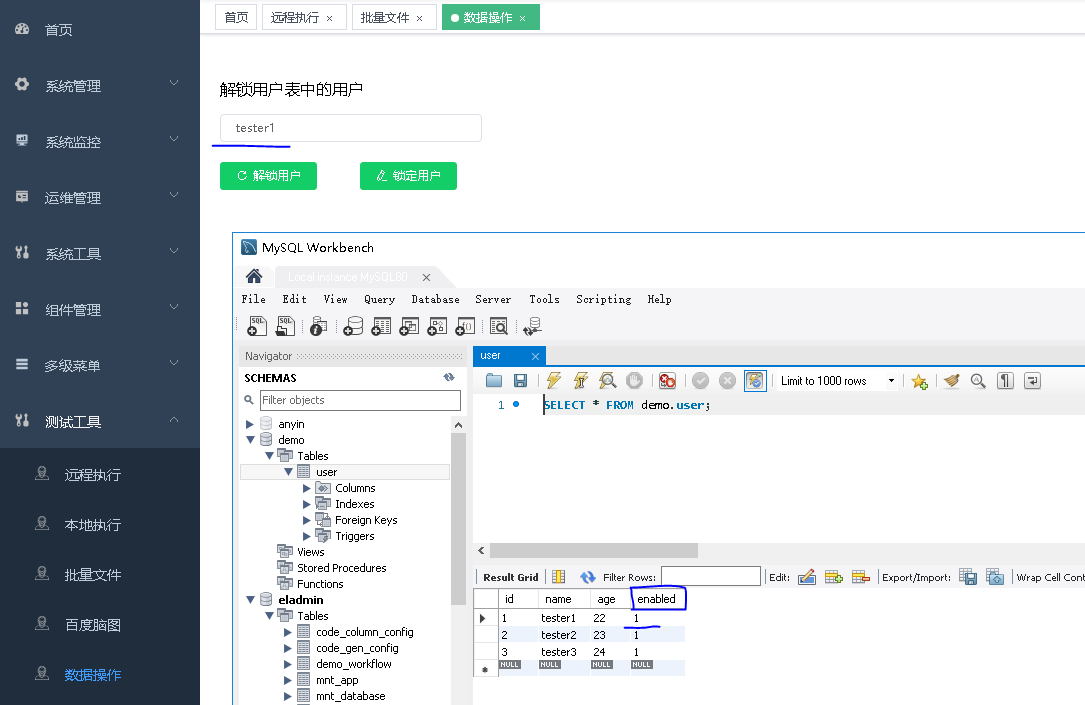 首页
系统管理
系统监控
运维管理
系统工具
组件管理
多级菜单
测试工具
远程执行
本地执行
批量文件
百度脑图
数据操作
首页 远程执行 × 批量文件 × 数据操作 ×
解锁用户表中的用户
tester1
解锁用户 锁定用户
MySQL Workbench
Local instance MySQL80
File Edit View Query Database Server Tools Scripting Help
Navigator
SCHEMAS
Filter objects
anyin
demo
Tables
user
Columns
Indexes
Foreign Keys
Triggers
Views
Stored Procedures
Functions
eladmin
Tables
code_column_config
code_gen_config
demo_workflow
mnt_app
mnt_database
user
Limit to 1000 rows
1 SELECT * FROM demo.user;
Result Grid Filter Rows: Edit: Export/Import: Wrap Cell Cont
id name age enabled
1 tester1 22 1
2 tester2 23 1
3 tester3 24 1
NULL NULL NULL NULL